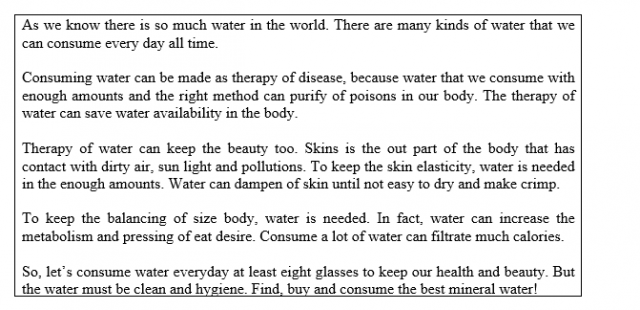 As we know there is so much water in the world. There are many kinds of water that we
can consume every day all time.
Consuming water can be made as therapy of disease, because water that we consume with
enough amounts and the right method can purify of poisons in our body. The therapy of
water can save water availability in the body.
Therapy of water can keep the beauty too. Skins is the out part of the body that has
contact with dirty air, sun light and pollutions. To keep the skin elasticity, water is needed
in the enough amounts. Water can dampen of skin until not easy to dry and make crimp.
To keep the balancing of size body, water is needed. In fact, water can increase the
metabolism and pressing of eat desire. Consume a lot of water can filtrate much calories.
So, let's consume water everyday at least eight glasses to keep our health and beauty. But
the water must be clean and hygiene. Find, buy and consume the best mineral water!